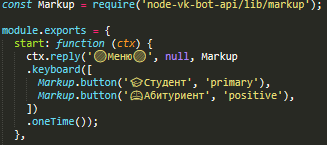 const Markup = require('node-vk-bot-api/lib/markup');
module.exports = {
start: function (ctx) {
ctx.reply('🟡Меню🟡', null, Markup
.keyboard([
Markup.button('🎓Студент', 'primary'),
Markup.button('Абитуриент', 'positive'),
])
.oneTime());
},